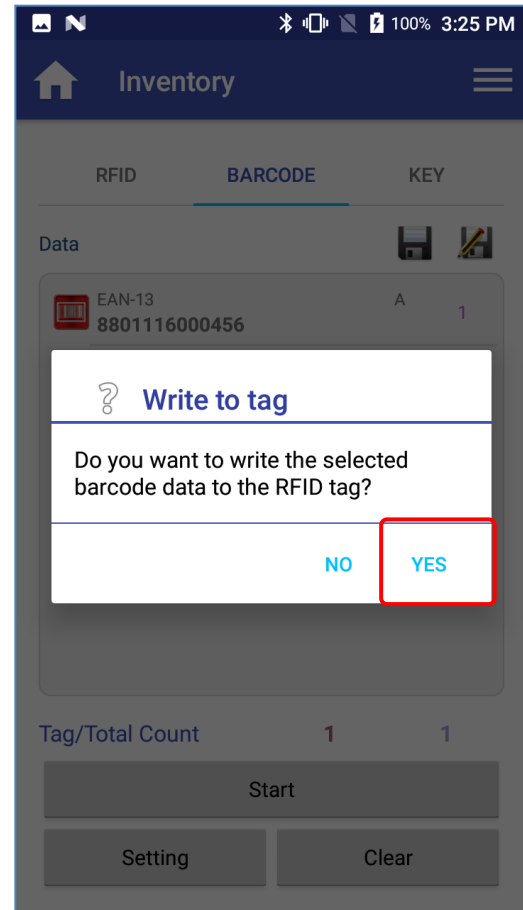 100% 3:25 PM
Inventory
RFID BARCODE KEY
Data
EAN-13 A
8801116000456 1
Write to tag
Do you want to write the selected
barcode data to the RFID tag?
NO YES
Tag/Total Count 1 1
Start
Setting Clear